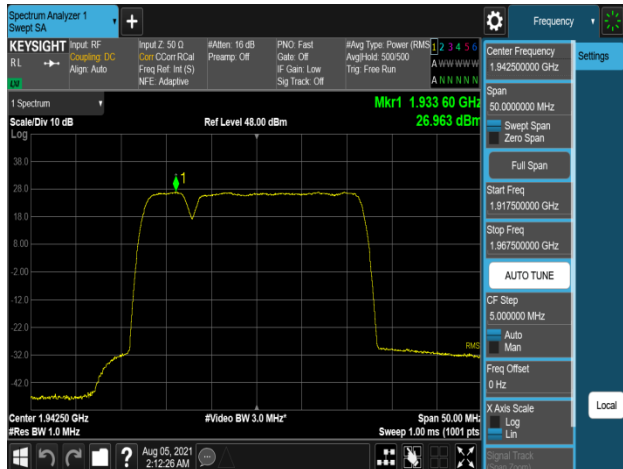 Spectrum Analyzer 1
Swept SA
+
Frequency
KEYSIGHT
Input: RF
Input Z: 50 Ω
#Atten: 16 dB
PNO: Fast
#Avg Type: Power (RMS
1 2 3 4 5 6
RL
Coupling: DC
Corr CCorr RCal
Preamp: Off
Gate: Off
Avg|Hold: 500/500
A W W W W W
Align: Auto
Freq Ref: Int (S)
IF Gain: Low
Trig: Free Run
NFE: Adaptive
Sig Track: Off
A N N N N N
1 Spectrum
Mkr1 1.933 60 GHz
Scale/Div 10 dB
Ref Level 48.00 dBm
26.963 dBm
Log
38.0
28.0
18.0
8.00
-2.00
-12.0
-22.0
-32.0
-42.0
1
RMS
Center 1.94250 GHz
#Video BW 3.0 MHz*
Span 50.00 MHz
#Res BW 1.0 MHz
Sweep 1.00 ms (1001 pts
?
Aug 05, 2021
2:12:26 AM
Center Frequency
1.942500000 GHz
Settings
Span
50.0000000 MHz
Swept Span
Zero Span
Full Span
Start Freq
1.917500000 GHz
Stop Freq
1.967500000 GHz
AUTO TUNE
CF Step
5.000000 MHz
Auto
Man
Freq Offset
0 Hz
X Axis Scale
Log
Lin
Local
Signal Track
(Span Zoom)